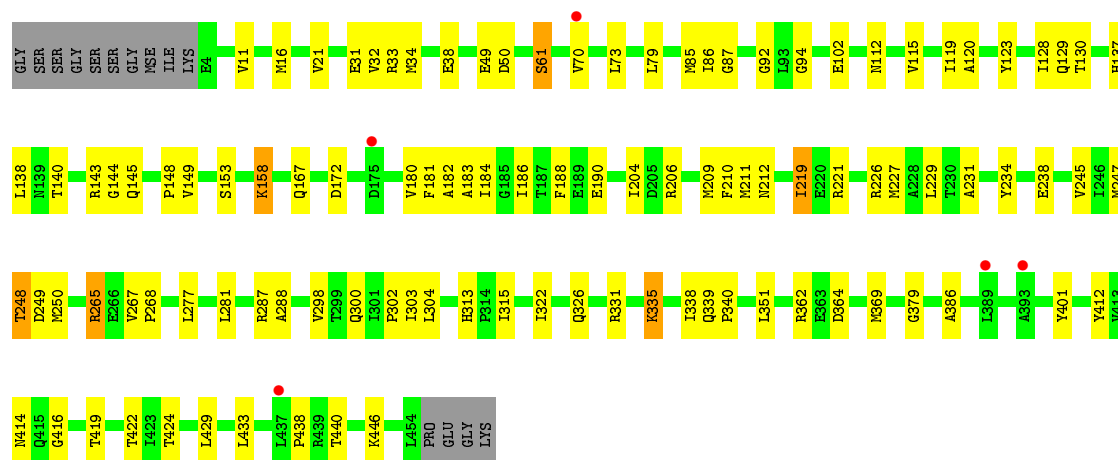 GLY SER SER GLY SER SER GLY MSE ILE LYS E4 V11 M16 V21 E31 V32 R33 M34 E38 E49 D50 S61 V70 L73 L79 M85 I86 G87 G92 L93 G94 E102 N112 V115 I119 A120 Y123 I128 Q129 T130 H137
L138 N139 T140 R143 G144 Q145 P148 V149 S153 K158 Q167 D172 D175 V180 F181 A182 A183 I184 G185 I186 T187 F188 E189 E190 I204 D205 R206 M209 F210 M211 N212 I219 E220 R221 R226 M227 A228 L229 T230 A231 Y234 E238 V245 I246 M247
T248 D249 M250 R265 E266 V267 P268 L277 L281 R287 A288 V298 T299 Q300 I301 P302 I303 L304 H313 P314 I315 I322 Q326 R331 K335 I338 Q339 P340 L351 R362 E363 D364 M369 G379 A386 L389 A393 Y401 Y412 V413
N414 Q415 G416 T419 T422 I423 T424 L429 L433 L437 P438 R439 T440 K446 L454 PRO GLU GLY LYS